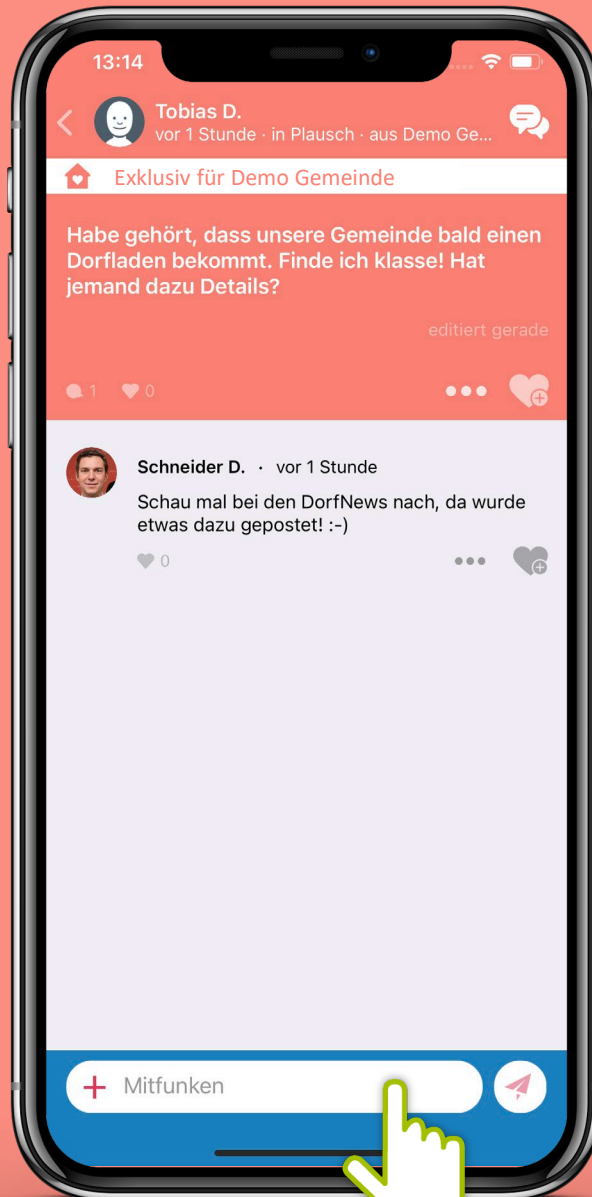 13:14
Tobias D.
vor 1 Stunde · in Plausch · aus Demo Ge...
Exklusiv für Demo Gemeinde
Habe gehört, dass unsere Gemeinde bald einen
Dorfladen bekommt. Finde ich klasse! Hat
jemand dazu Details?
editiert gerade
1 0
Schneider D. · vor 1 Stunde
Schau mal bei den DorfNews nach, da wurde
etwas dazu gepostet! :-)
0
Mitfunken